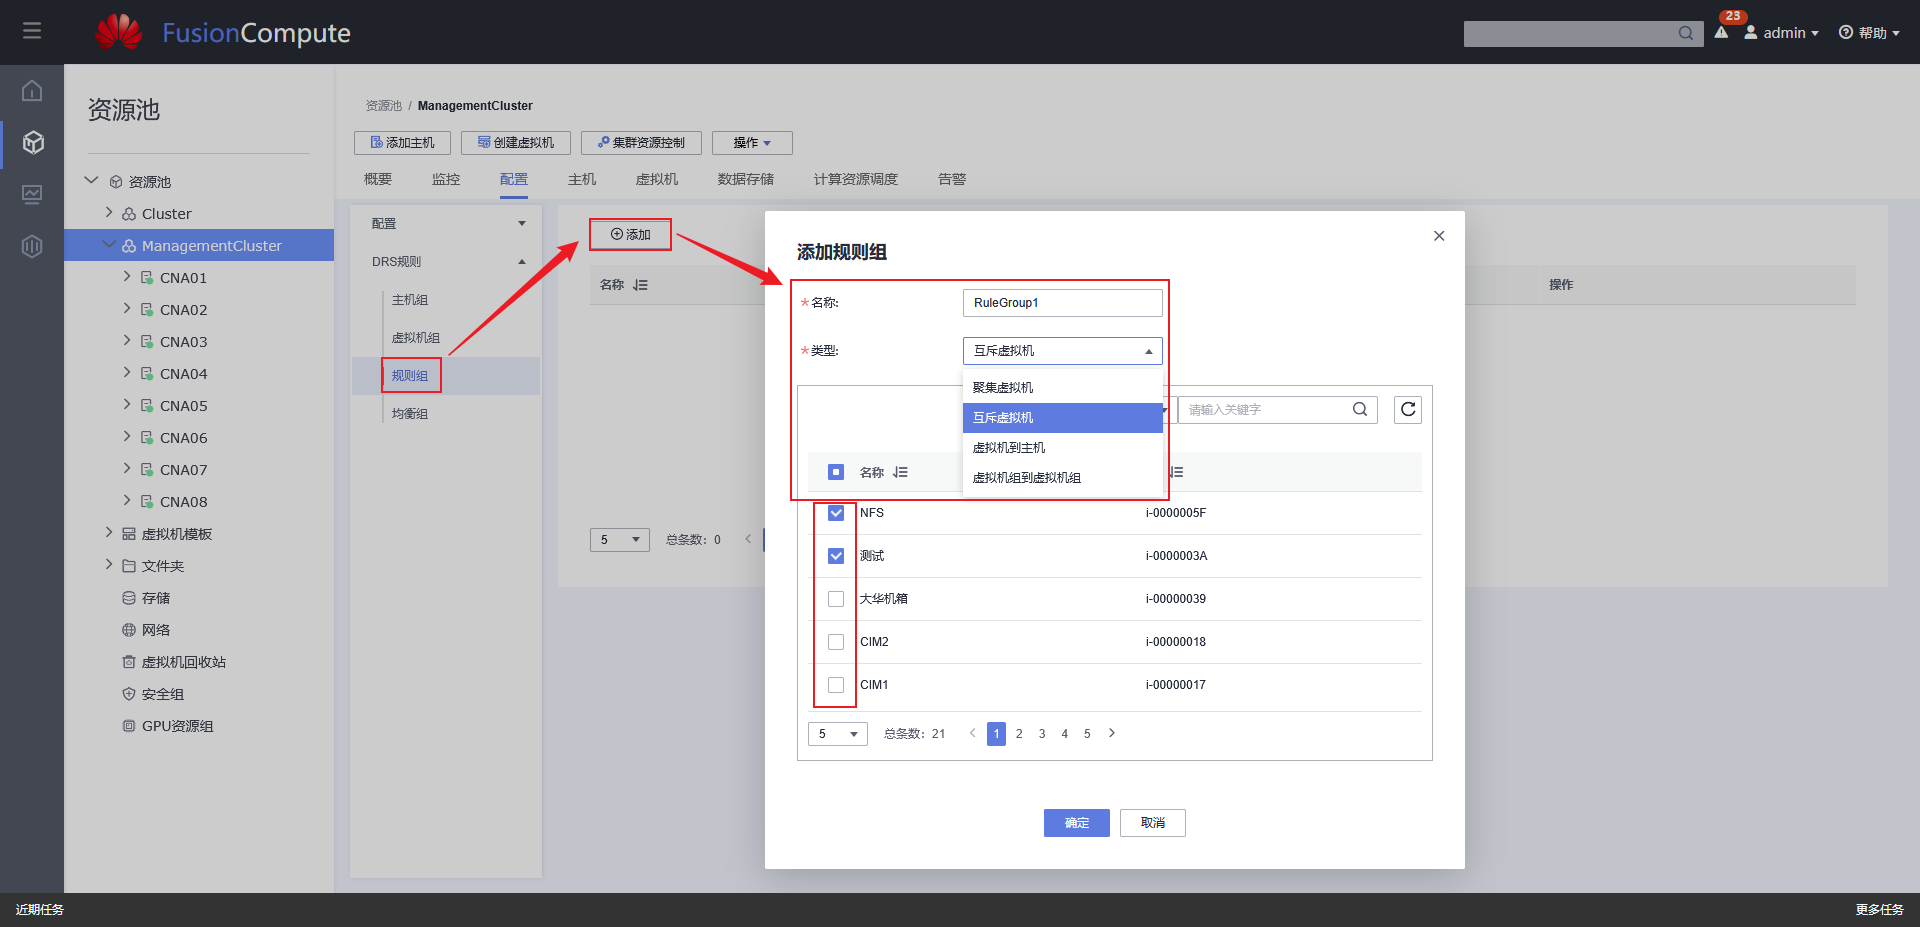 FusionCompute
23
admin
帮助
资源池
资源池
Cluster
ManagementCluster
CNA01
CNA02
CNA03
CNA04
CNA05
CNA06
CNA07
CNA08
虚拟机模板
文件夹
存储
网络
虚拟机回收站
安全组
GPU资源组
资源池 / ManagementCluster
添加主机 创建虚拟机 集群资源控制 操作
概要 监控 配置 主机 虚拟机 数据存储 计算资源调度 告警
配置
DRS规则
主机组
虚拟机组
规则组
均衡组
添加
名称 操作
5 总条数: 0
添加规则组
*名称: RuleGroup1
*类型: 互斥虚拟机
聚集虚拟机
互斥虚拟机
虚拟机到主机
虚拟机组到虚拟机组
请输入关键字
名称
NFS i-0000005F
测试 i-0000003A
大华机箱 i-00000039
CIM2 i-00000018
CIM1 i-00000017
5 总条数: 21 1 2 3 4 5
确定 取消
近期任务 更多任务